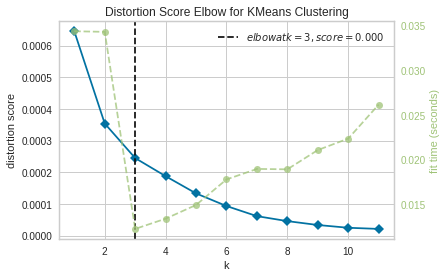 Distortion Score Elbow for KMeans Clustering
elbow at k = 3, score = 0.000
0.0006
0.0005
0.0004
0.0003
0.0002
0.0001
0.0000
distortion score
0.035
0.030
0.025
0.020
0.015
fit time (seconds)
2 4 6 8 10
k